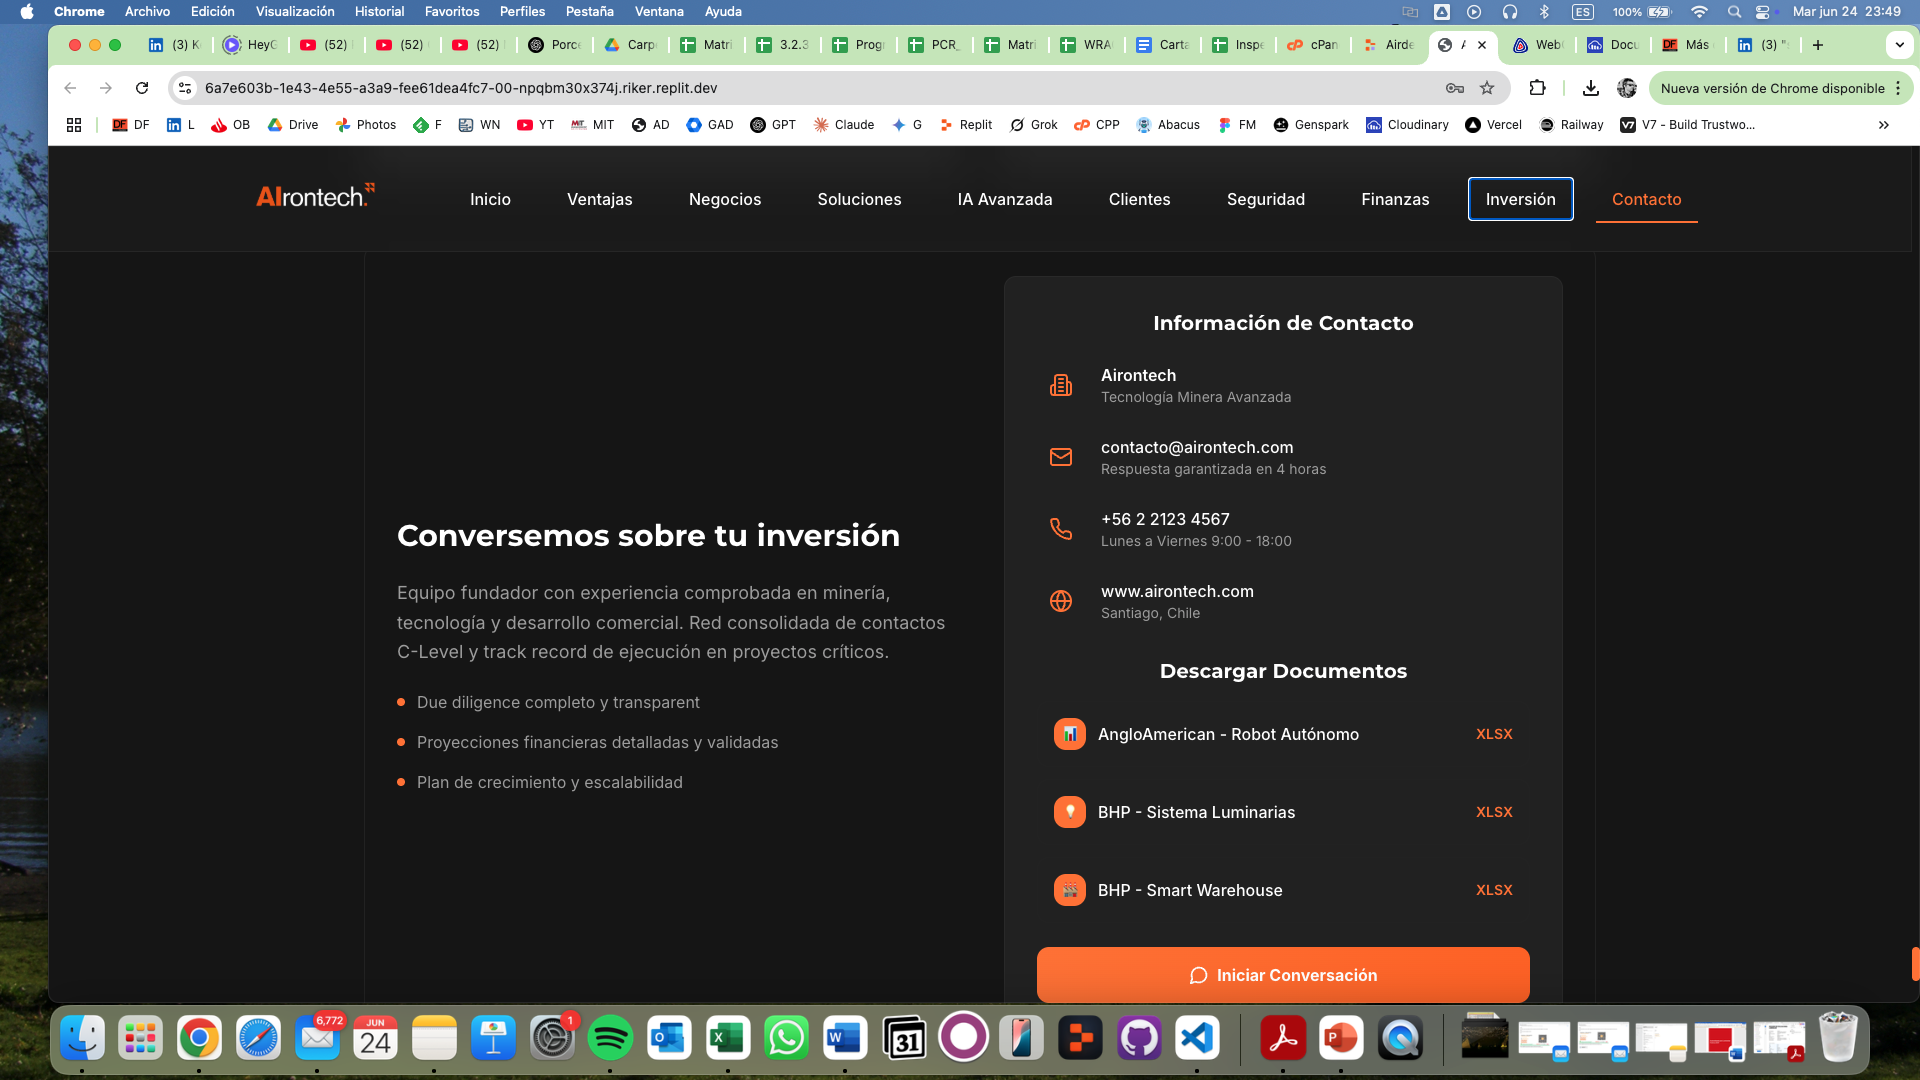 Chrome Archivo Edición Visualización Historial Favoritos Perfiles Pestaña Ventana Ayuda
ES 100% Mar jun 24 23:49
(3) K HeyG (52) (52) (52) Porce Carp Matri 3.2.3 Progr PCR_ Matri WRA Carta Inspe cPan Airde A Web Docu Más (3) "
6a7e603b-1e43-4e55-a3a9-fee61dea4fc7-00-npqbm30x374j.riker.replit.dev
Nueva versión de Chrome disponible
DF DF L OB Drive Photos F WN YT MIT MIT AD GAD GPT Claude G Replit Grok CPP Abacus FM Genspark Cloudinary Vercel Railway V7 V7 - Build Trustwo...
AIrontech.
Inicio Ventajas Negocios Soluciones IA Avanzada Clientes Seguridad Finanzas Inversión Contacto
Conversemos sobre tu inversión
Equipo fundador con experiencia comprobada en minería,
tecnología y desarrollo comercial. Red consolidada de contactos
C-Level y track record de ejecución en proyectos críticos.
Due diligence completo y transparent
Proyecciones financieras detalladas y validadas
Plan de crecimiento y escalabilidad
Información de Contacto
Airontech
Tecnología Minera Avanzada
contacto@airontech.com
Respuesta garantizada en 4 horas
+56 2 2123 4567
Lunes a Viernes 9:00 - 18:00
www.airontech.com
Santiago, Chile
Descargar Documentos
AngloAmerican - Robot Autónomo XLSX
BHP - Sistema Luminarias XLSX
BHP - Smart Warehouse XLSX
Iniciar Conversación
6,772
JUN
24
1
31